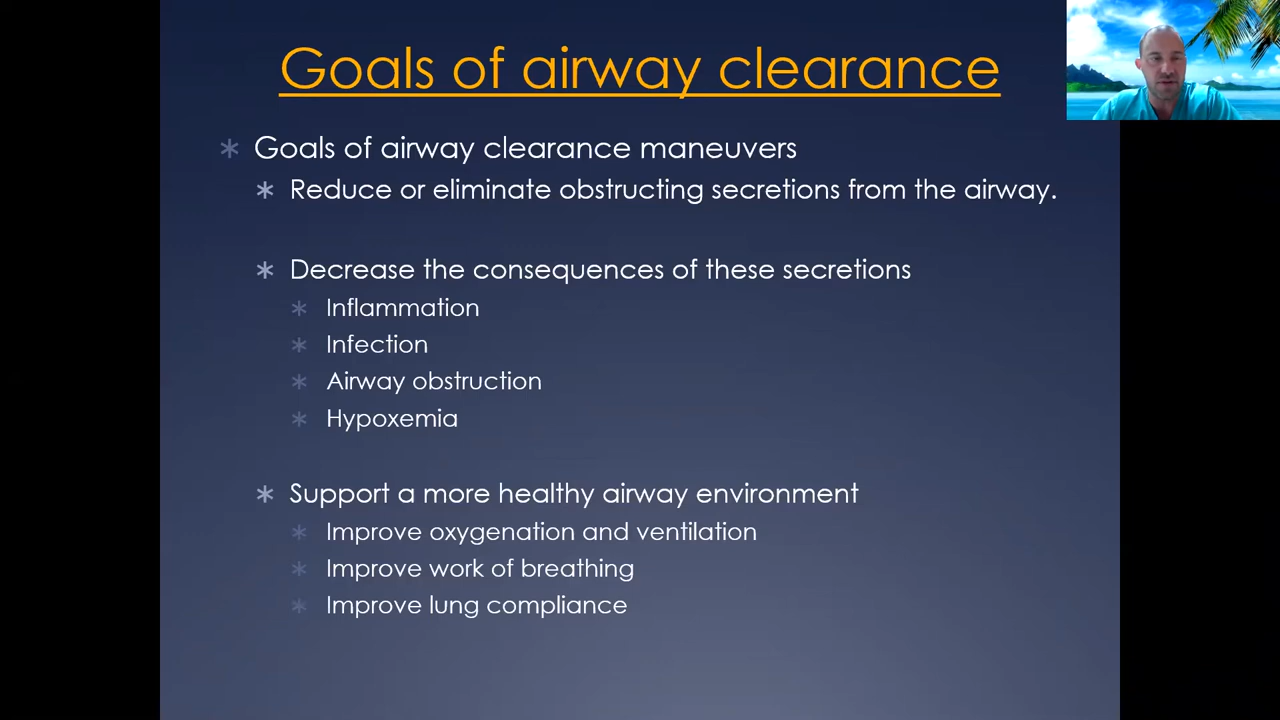 Goals of airway clearance
Goals of airway clearance maneuvers
Reduce or eliminate obstructing secretions from the airway.
Decrease the consequences of these secretions
Inflammation
Infection
Airway obstruction
Hypoxemia
Support a more healthy airway environment
Improve oxygenation and ventilation
Improve work of breathing
Improve lung compliance